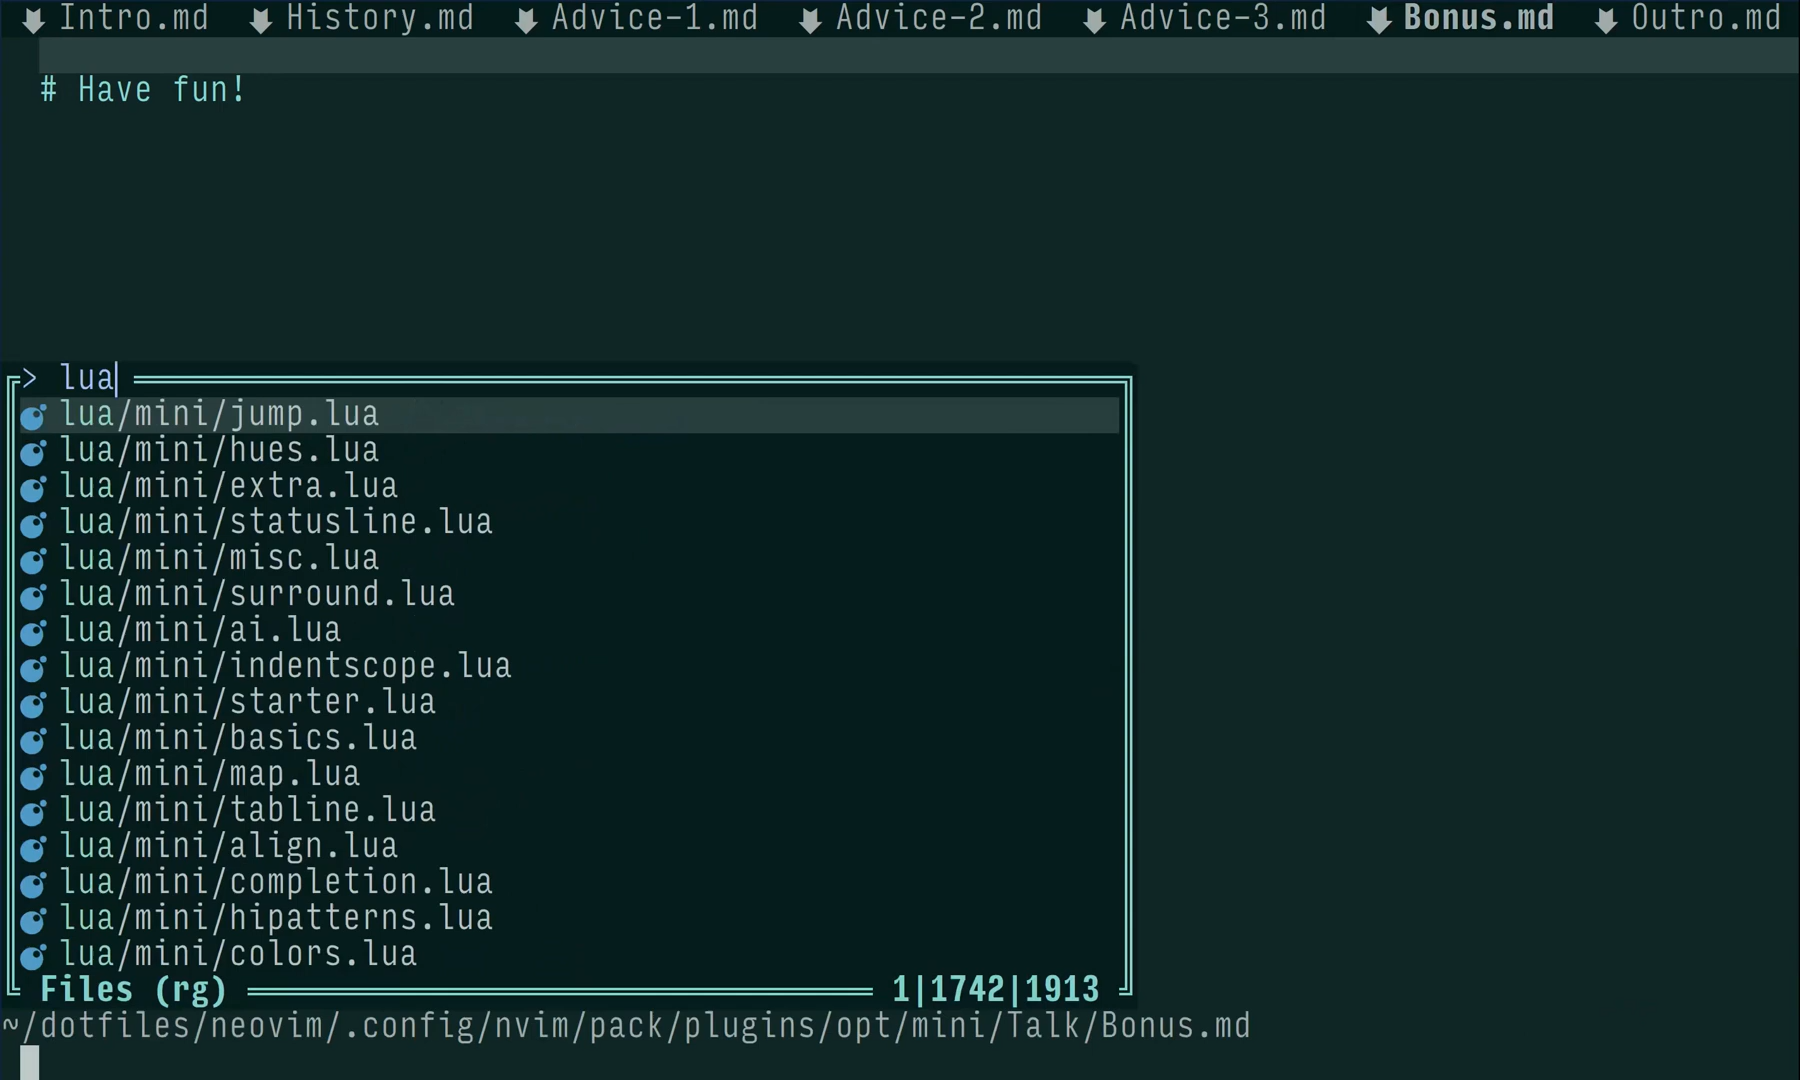 Intro.md History.md Advice-1.md Advice-2.md Advice-3.md Bonus.md Outro.md
# Have fun!
> lua
lua/mini/jump.lua
lua/mini/hues.lua
lua/mini/extra.lua
lua/mini/statusline.lua
lua/mini/misc.lua
lua/mini/surround.lua
lua/mini/ai.lua
lua/mini/indentscope.lua
lua/mini/starter.lua
lua/mini/basics.lua
lua/mini/map.lua
lua/mini/tabline.lua
lua/mini/align.lua
lua/mini/completion.lua
lua/mini/hipatterns.lua
lua/mini/colors.lua
Files (rg) 1|1742|1913
~/dotfiles/neovim/.config/nvim/pack/plugins/opt/mini/Talk/Bonus.md